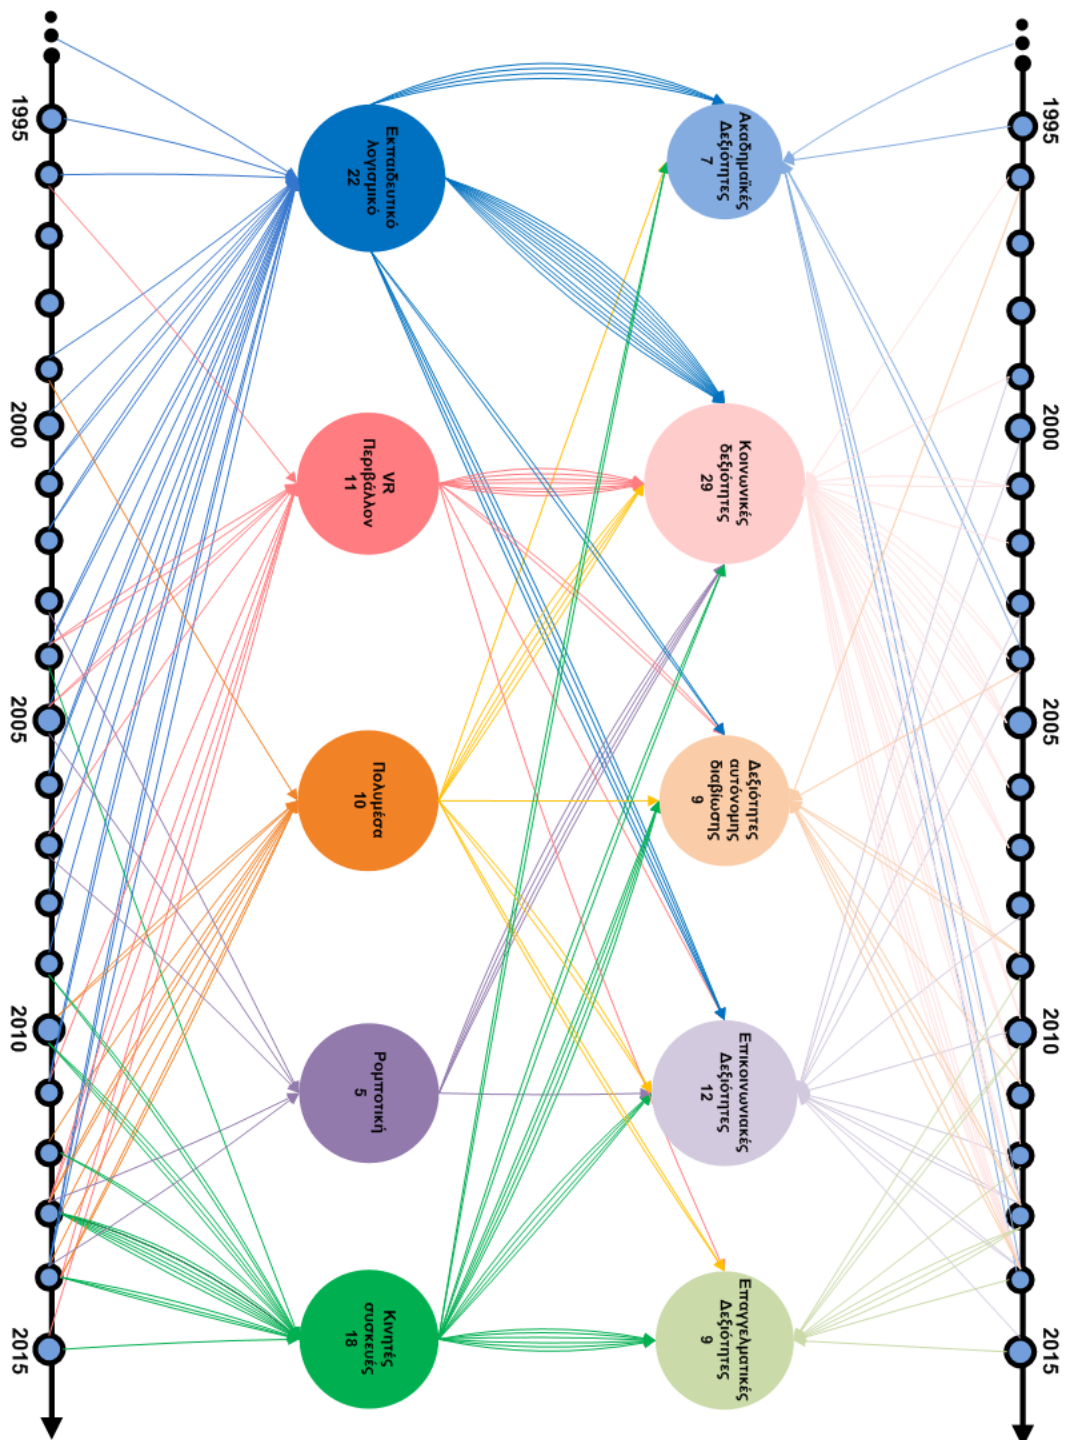 1995
2000
2005
2010
2015
Ακαδημαϊκές
Δεξιότητες
7
Κοινωνικές
δεξιότητες
29
Δεξιότητες
αυτόνομης
διαβίωσης
9
Επικοινωνιακές
Δεξιότητες
12
Επαγγελματικές
Δεξιότητες
9
Εκπαιδευτικό
λογισμικό
22
VR
Περιβάλλον
11
Πολυμέσα
10
Ρομποτική
5
Κινητές
συσκευές
18
1995
2000
2005
2010
2015